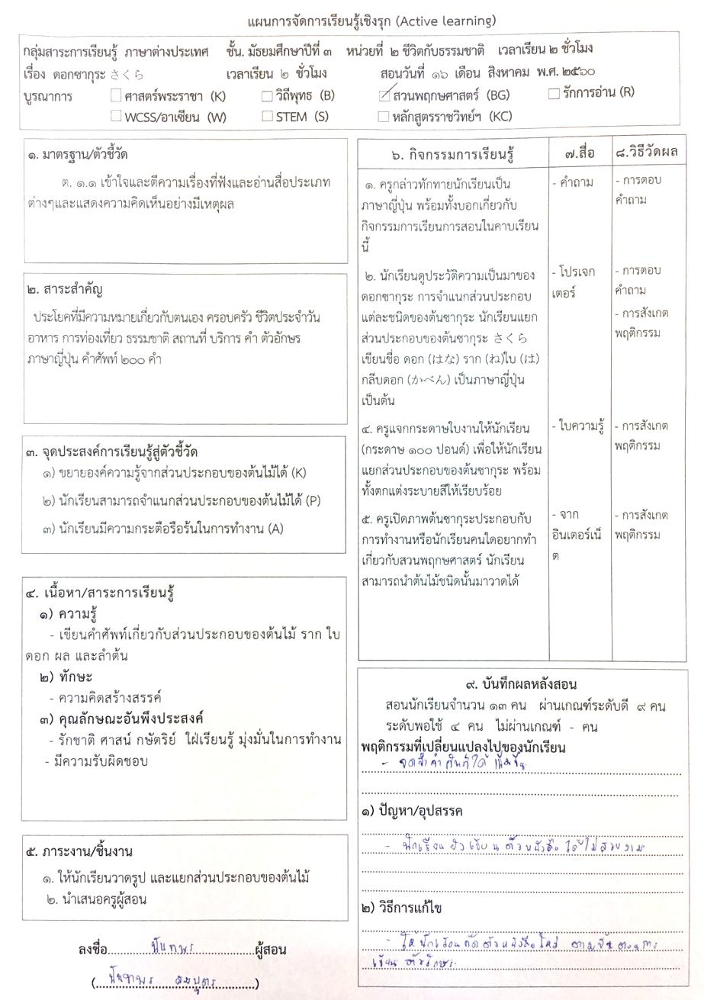 แผนการจัดการเรียนรู้เชิงรุก (Active learning)
กลุ่มสาระการเรียนรู้ ภาษาต่างประเทศ ชั้น. มัธยมศึกษาปีที่ ๓ หน่วยที่ ๒ ชีวิตกับธรรมชาติ เวลาเรียน ๒ ชั่วโมง
เรื่อง ดอกซากุระ さくら เวลาเรียน ๒ ชั่วโมง สอนวันที่ ๑๖ เดือน สิงหาคม พ.ศ. ๒๕๖๐
บูรณาการ ศาสตร์พระราชา (K) วิถีพุทธ (B) สวนพฤกษศาสตร์ (BG) รักการอ่าน (R)
WCSS/อาเซียน (W) STEM (S) หลักสูตรราชวิทย์ฯ (KC)
๑. มาตรฐาน/ตัวชี้วัด
ต. ๑.๑ เข้าใจและตีความเรื่องที่ฟังและอ่านสื่อประเภท
ต่างๆและแสดงความคิดเห็นอย่างมีเหตุผล
๒. สาระสำคัญ
ประโยคที่มีความหมายเกี่ยวกับตนเอง ครอบครัว ชีวิตประจำวัน
อาหาร การท่องเที่ยว ธรรมชาติ สถานที่ บริการ คำ ตัวอักษร
ภาษาญี่ปุ่น คำศัพท์ ๒๐๐ คำ
๓. จุดประสงค์การเรียนรู้สู่ตัวชี้วัด
๑) ขยายองค์ความรู้จากส่วนประกอบของต้นไม้ได้ (K)
๒) นักเรียนสามารถจำแนกส่วนประกอบของต้นไม้ได้ (P)
๓) นักเรียนมีความกระตือรือร้นในการทำงาน (A)
๔. เนื้อหา/สาระการเรียนรู้
๑) ความรู้
- เขียนคำศัพท์เกี่ยวกับส่วนประกอบของต้นไม้ ราก ใบ
ดอก ผล และลำต้น
๒) ทักษะ
- ความคิดสร้างสรรค์
๓) คุณลักษณะอันพึงประสงค์
- รักชาติ ศาสน์ กษัตริย์ ใฝ่เรียนรู้ มุ่งมั่นในการทำงาน
- มีความรับผิดชอบ
๕. ภาระงาน/ชิ้นงาน
๑. ให้นักเรียนวาดรูป และแยกส่วนประกอบของต้นไม้
๒. นำเสนอครูผู้สอน
ลงชื่อ นันทพร ผู้สอน
( นันทพร )
๖. กิจกรรมการเรียนรู้ ๗.สื่อ ๘.วิธีวัดผล
๑. ครูกล่าวทักทายนักเรียนเป็น - คำถาม - การตอบ
ภาษาญี่ปุ่น พร้อมทั้งบอกเกี่ยวกับ คำถาม
กิจกรรมการเรียนการสอนในคาบเรียน
นี้
๒. นักเรียนดูประวัติความเป็นมาของ - โปรเจก - การตอบ
ดอกซากุระ การจำแนกส่วนประกอบ เตอร์ คำถาม
แต่ละชนิดของต้นซากุระ นักเรียนแยก - การสังเกต
ส่วนประกอบของต้นซากุระ さくら พฤติกรรม
เขียนชื่อ ดอก (はな) ราก (ね)ใบ (は)
กลีบดอก (かべん) เป็นภาษาญี่ปุ่น
เป็นต้น
๔. ครูแจกกระดาษใบงานให้นักเรียน - ใบความรู้ - การสังเกต
(กระดาษ ๑๐๐ ปอนด์) เพื่อให้นักเรียน พฤติกรรม
แยกส่วนประกอบของต้นซากุระ พร้อม
ทั้งตกแต่งระบายสีให้เรียบร้อย
๕. ครูเปิดภาพต้นซากุระประกอบกับ - จาก - การสังเกต
การทำงานหรือนักเรียนคนใดอยากทำ อินเตอร์เน็ พฤติกรรม
เกี่ยวกับสวนพฤกษศาสตร์ นักเรียน ต
สามารถนำต้นไม้ชนิดนั้นมาวาดได้
๙. บันทึกผลหลังสอน
สอนนักเรียนจำนวน ๑๓ คน ผ่านเกณฑ์ระดับดี ๙ คน
ระดับพอใช้ ๔ คน ไม่ผ่านเกณฑ์ - คน
พฤติกรรมที่เปลี่ยนแปลงไปของนักเรียน
- จดจำคำศัพท์ได้
๑) ปัญหา/อุปสรรค
- นักเรียนยังเขียนตัวหนังสือได้ไม่สวยงาม
๒) วิธีการแก้ไข
- ให้นักเรียนคัดตัวหนังสือใหม่
เขียนตัวอักษร